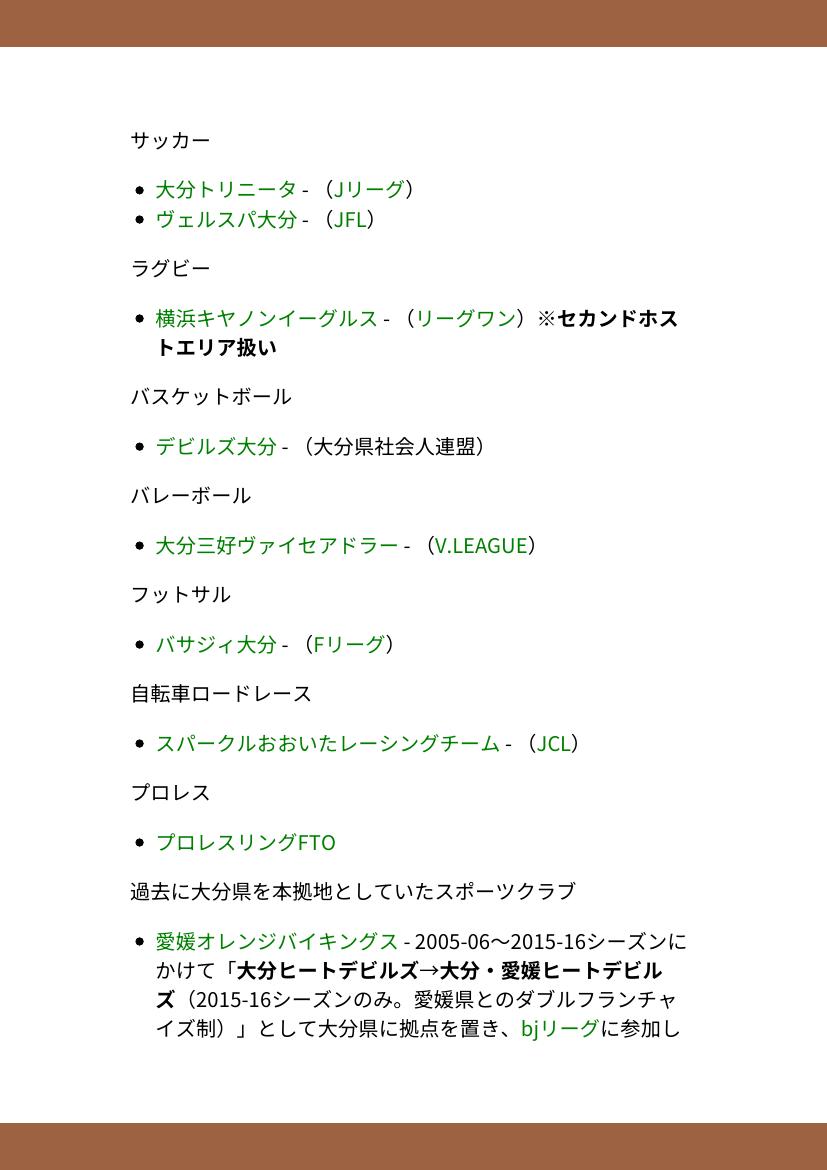 サッカー
大分トリニータ - （Jリーグ）
ヴェルスパ大分 - （JFL）
ラグビー
横浜キヤノンイーグルス - （リーグワン）※セカンドホス
トエリア扱い
バスケットボール
デビルズ大分 - （大分県社会人連盟）
バレーボール
大分三好ヴァイセアドラー - （V.LEAGUE）
フットサル
バサジィ大分 - （Fリーグ）
自転車ロードレース
スパークルおおいたレーシングチーム - （JCL）
プロレス
プロレスリングFTO
過去に大分県を本拠地としていたスポーツクラブ
愛媛オレンジバイキングス - 2005-06〜2015-16シーズンに
かけて「大分ヒートデビルズ→大分・愛媛ヒートデビル
ズ（2015-16シーズンのみ。愛媛県とのダブルフランチャ
イズ制）」として大分県に拠点を置き、bjリーグに参加し